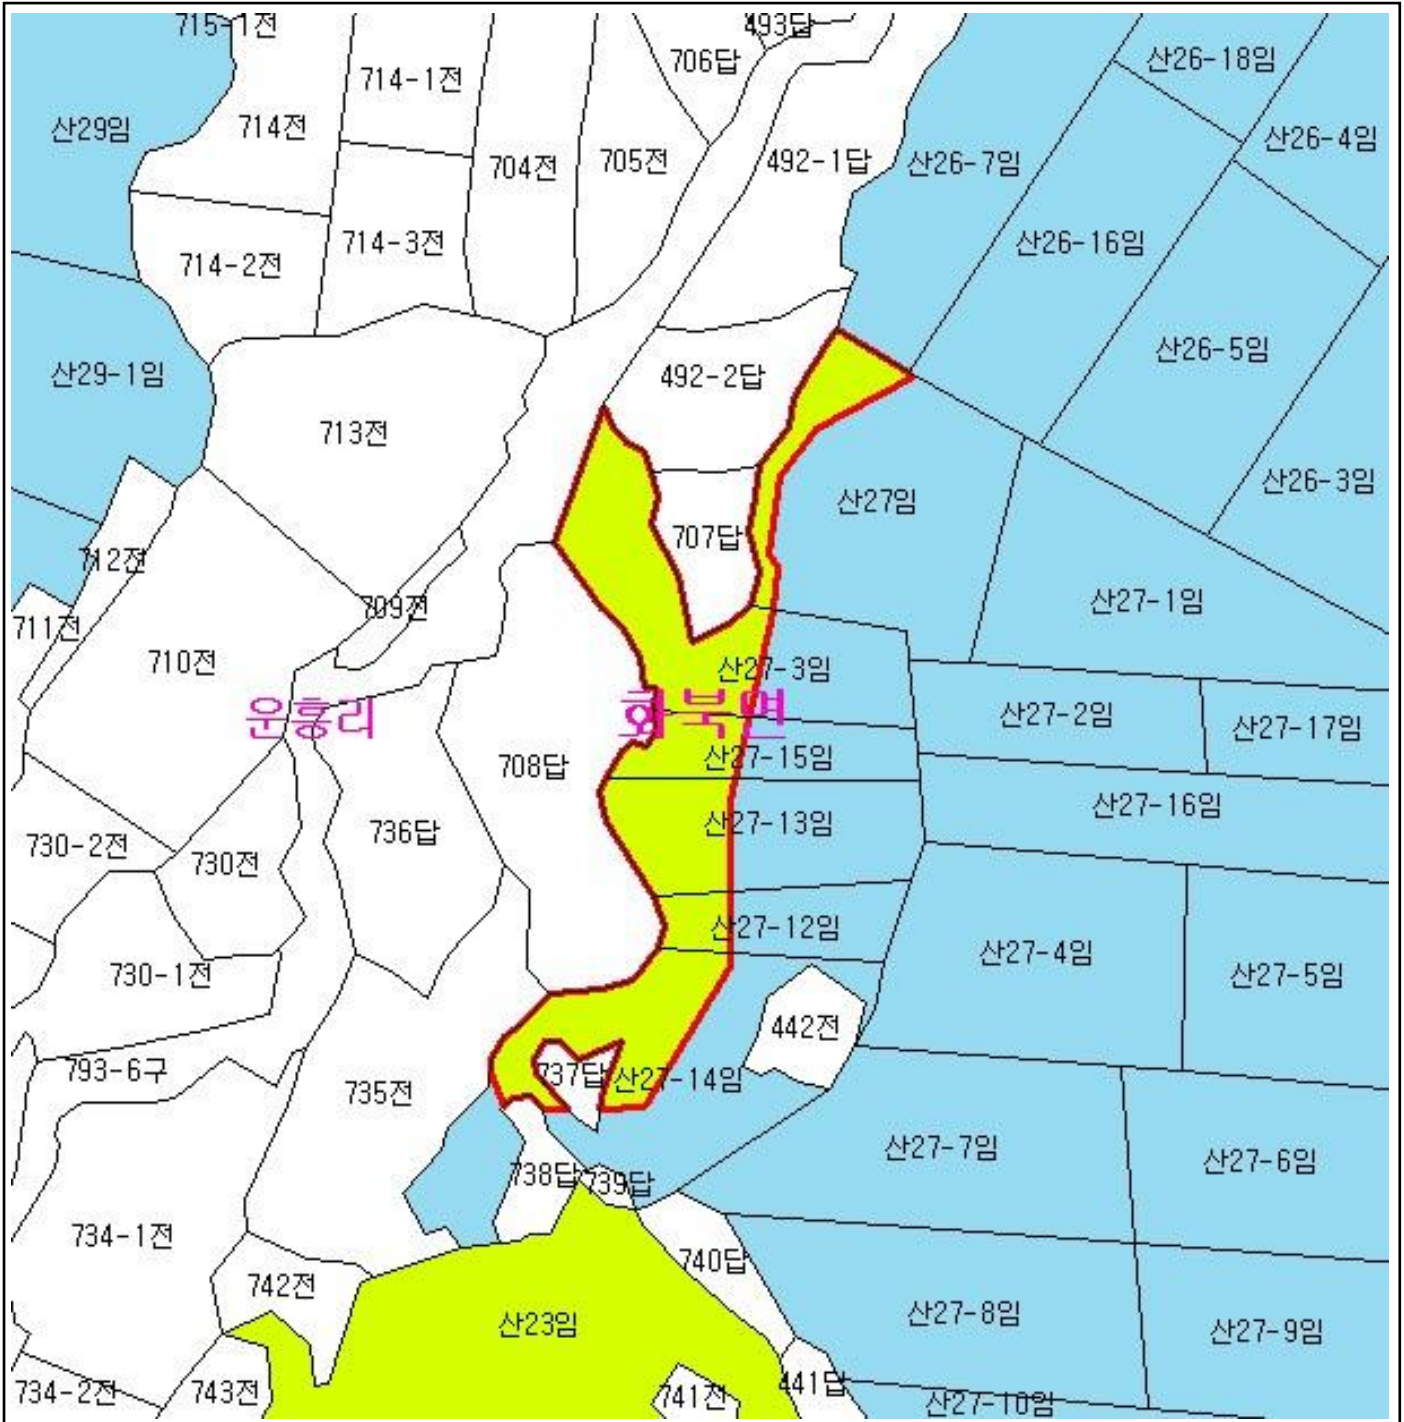 715-1전
493답
706답
산26-18임
714-1전
산29임
714전
산26-4임
704전
705전
492-1답
산26-7임
714-3전
산26-16임
714-2전
산26-5임
산29-1임
492-2답
713전
산26-3임
산27임
707답
712전
709전
산27-1임
711전
710전
산27-3임
운흥리
화북면
산27-2임
산27-17임
708답
산27-15임
산27-16임
736답
산27-13임
730-2전
730전
산27-12임
산27-4임
730-1전
산27-5임
442전
793-6구
737답
산27-14임
735전
산27-7임
산27-6임
738답
739답
734-1전
740답
742전
산23임
산27-8임
산27-9임
734-2전
743전
741전
441답
산27-10임